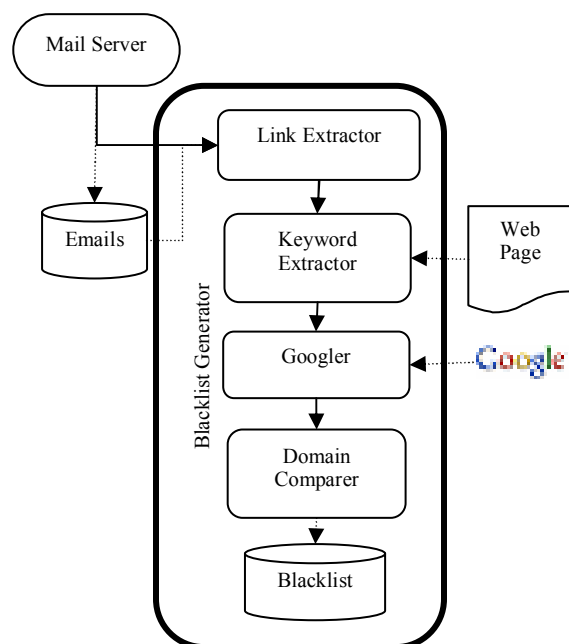 Mail Server
Link Extractor
Emails
Keyword
Extractor
Web
Page
Googler
Google
Blacklist Generator
Domain
Comparer
Blacklist